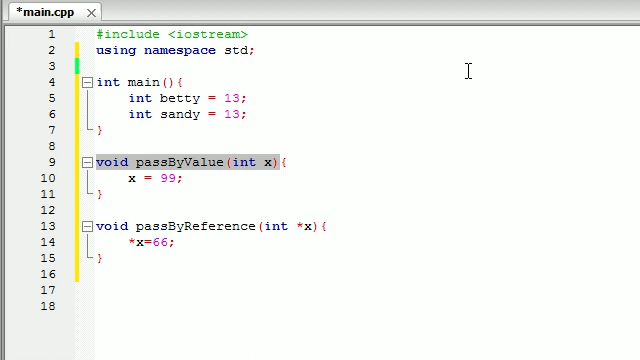 *main.cpp
1 #include <iostream>
2 using namespace std;
3
4 int main(){
5 int betty = 13;
6 int sandy = 13;
7 }
8
9 void passByValue(int x){
10 x = 99;
11 }
12
13 void passByReference(int *x){
14 *x=66;
15 }
16
17
18